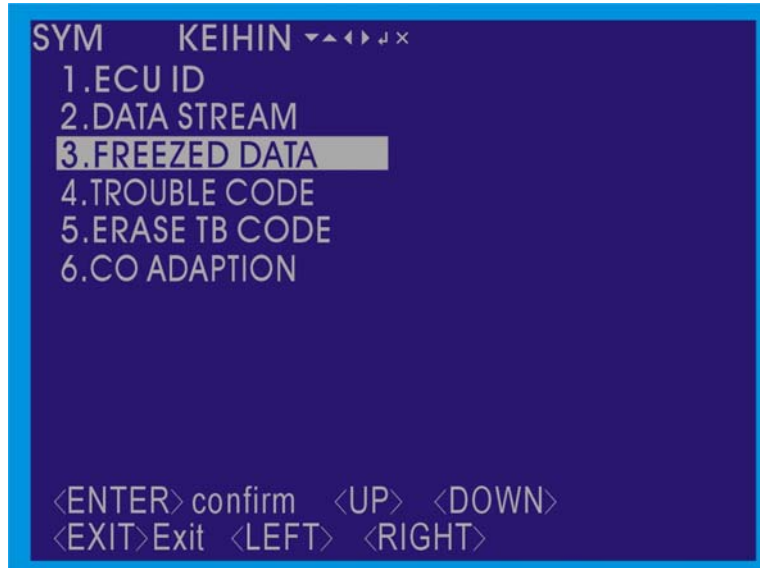 SYM KEIHIN ▼▲◀▶↲×
1.ECU ID
2.DATA STREAM
3.FREEZED DATA
4.TROUBLE CODE
5.ERASE TB CODE
6.CO ADAPTION
<ENTER> confirm <UP> <DOWN>
<EXIT>Exit <LEFT> <RIGHT>